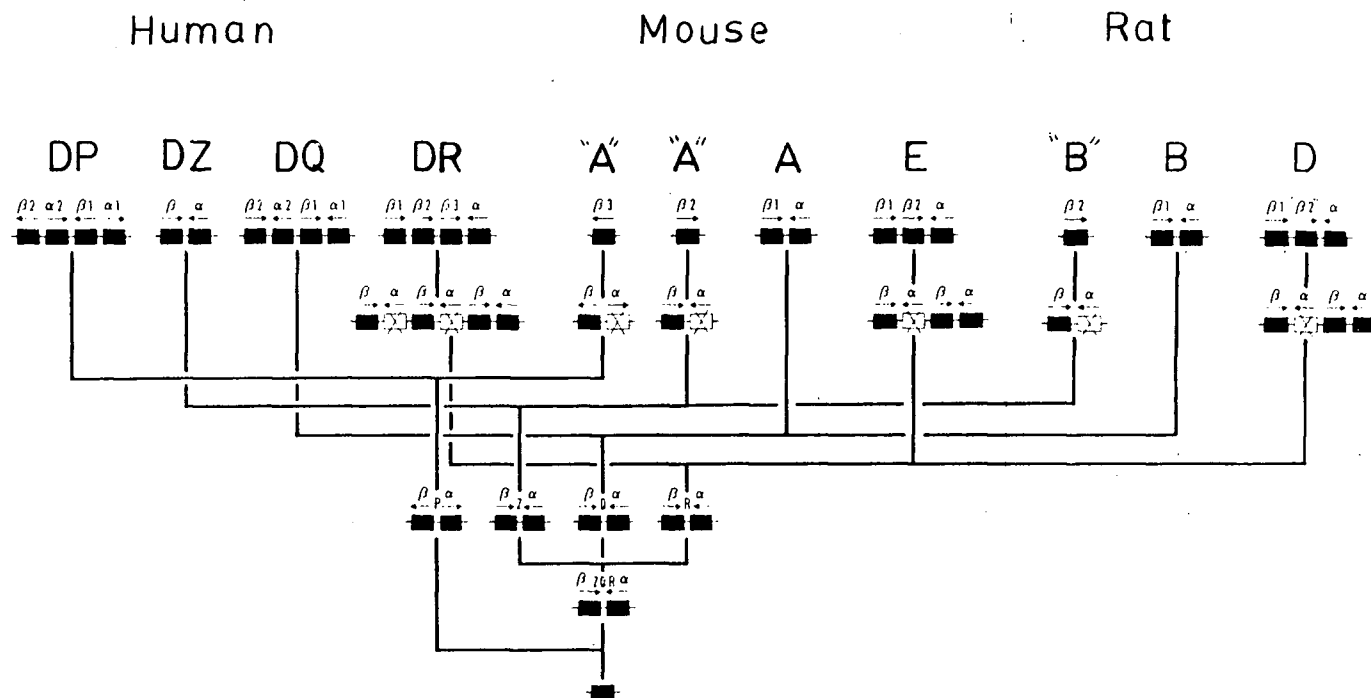 Human Mouse Rat
DP DZ DQ DR "A" "A" A E "B" B D
β2 α2 β1 α1 β α β2 α2 β1 α1 β1 β2 β3 α β3 β2 β1 α β1 β2 α β2 β1 α β1 "β2" α
β α β α β α β α β α β α β α β α β α β α
β P α β Z α β α β R α
β α